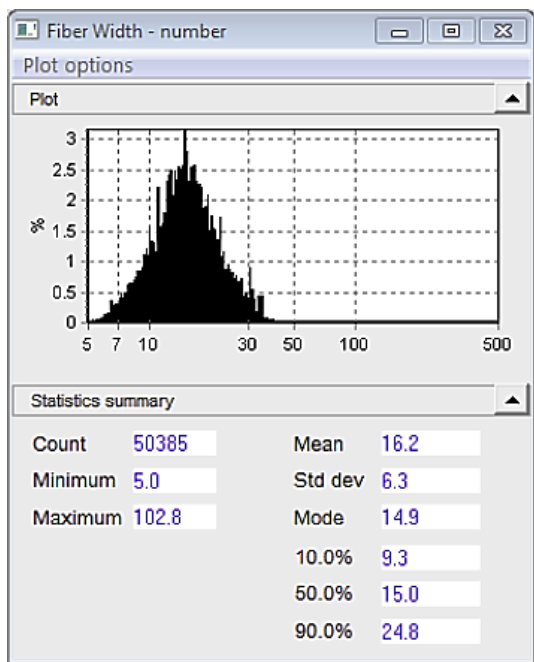 Fiber Width - number
Plot options
Plot
3
2.5
2
1.5
1
0.5
0
%
5 7 10 30 50 100 500
Statistics summary
Count 50385 Mean 16.2
Minimum 5.0 Std dev 6.3
Maximum 102.8 Mode 14.9
10.0% 9.3
50.0% 15.0
90.0% 24.8